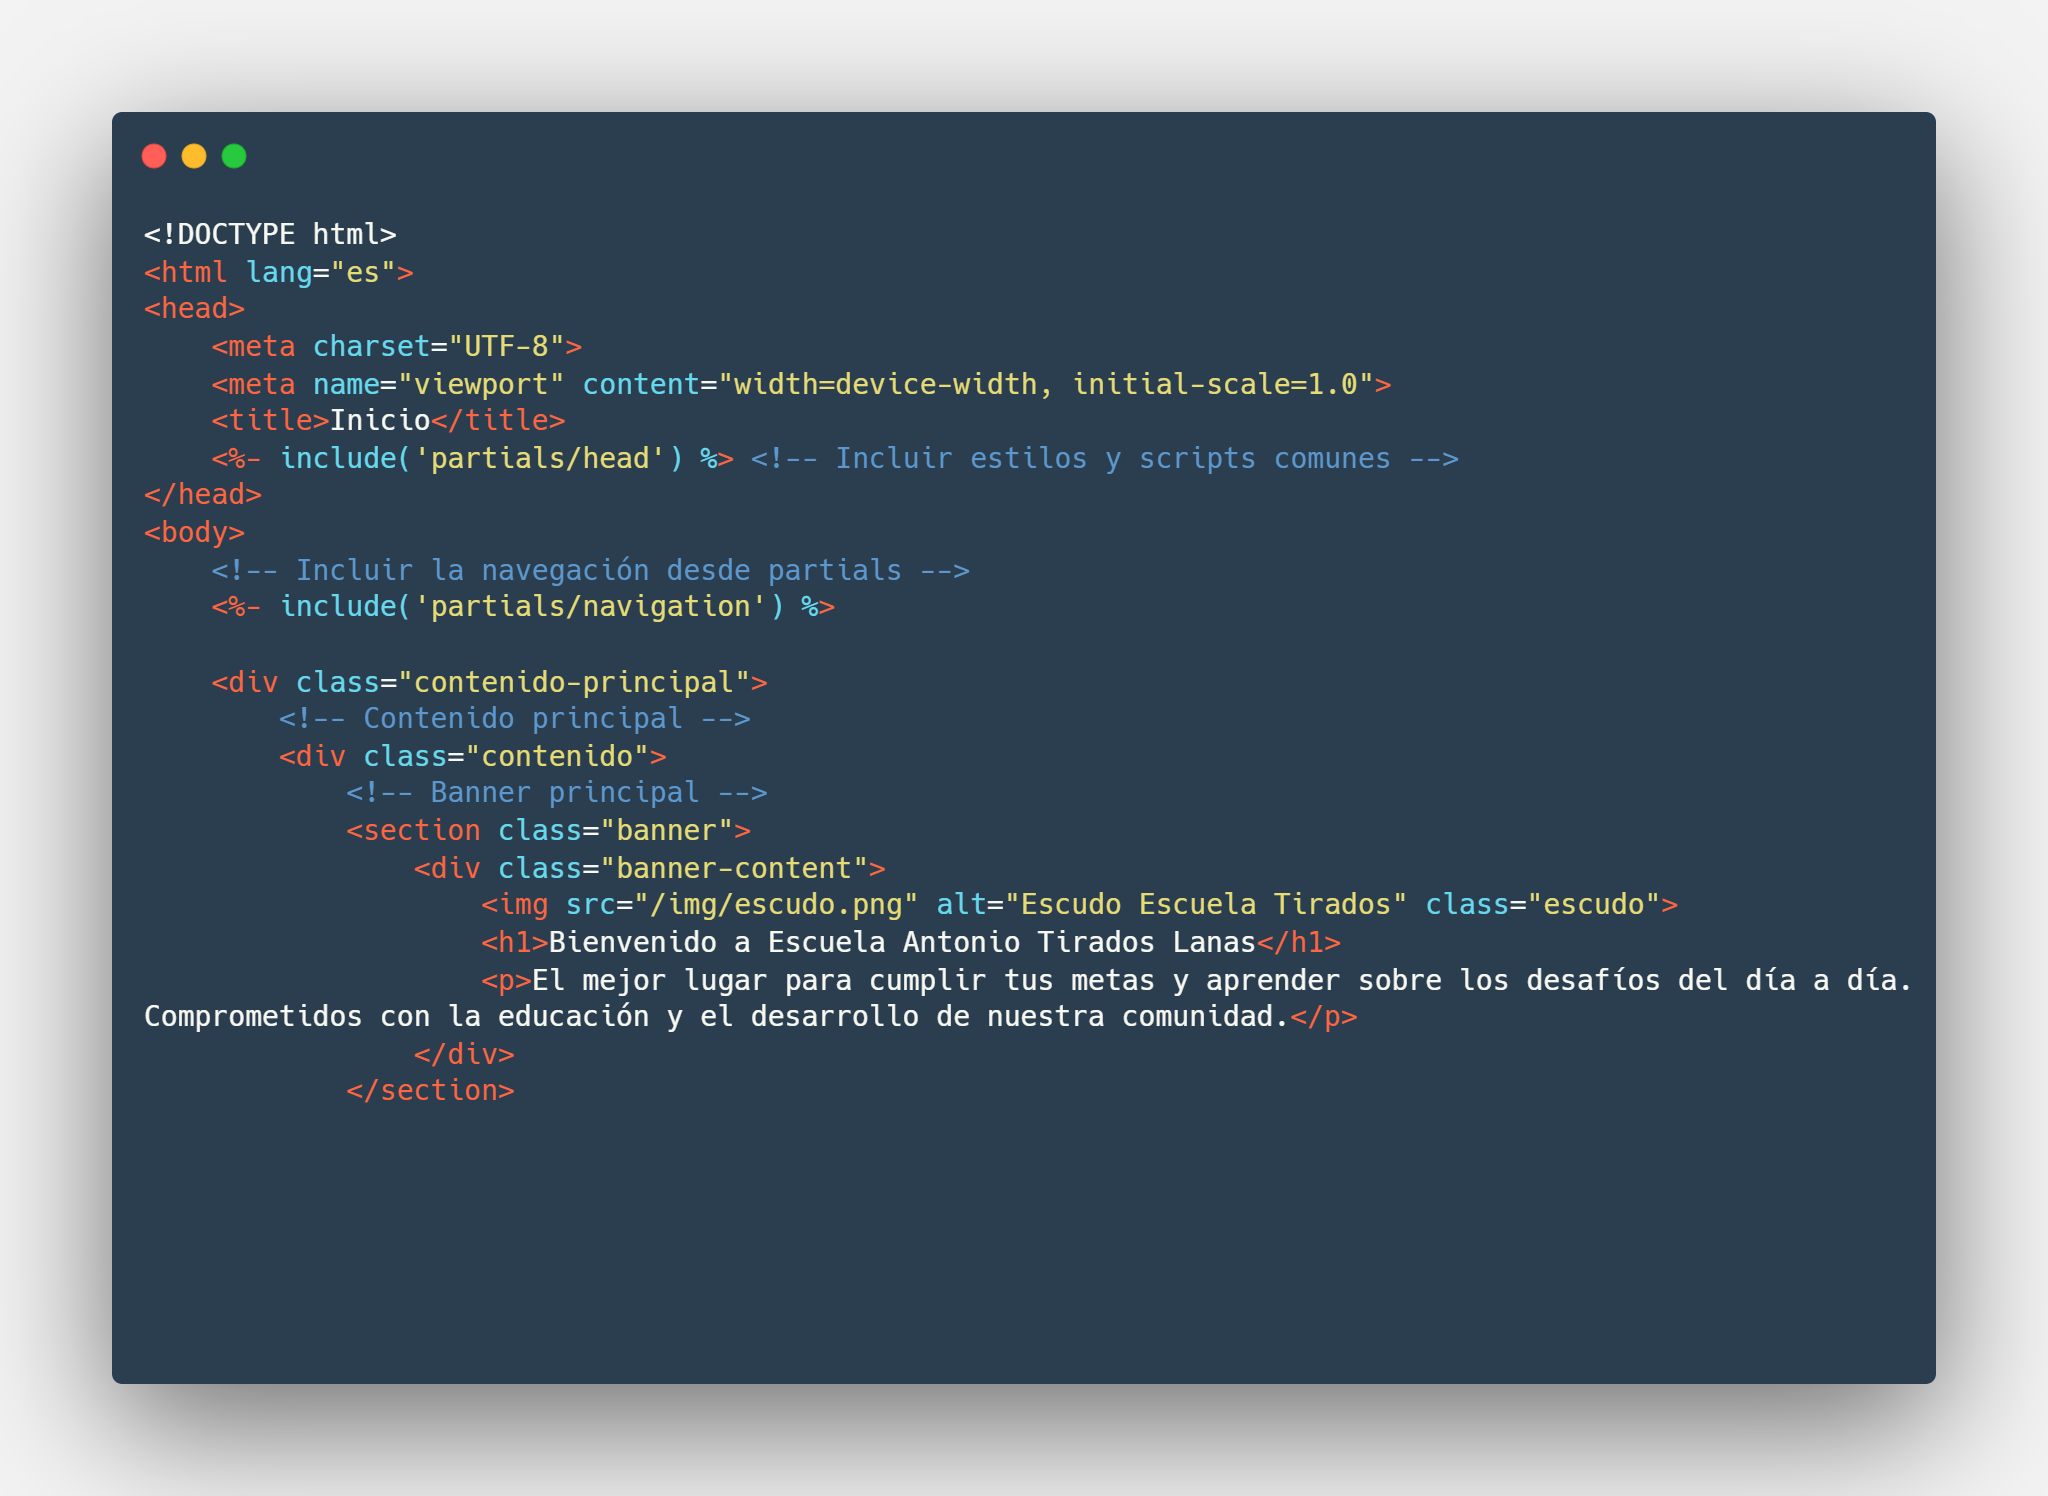 <!DOCTYPE html>
<html lang="es">
<head>
    <meta charset="UTF-8">
    <meta name="viewport" content="width=device-width, initial-scale=1.0">
    <title>Inicio</title>
    <%- include('partials/head') %> <!-- Incluir estilos y scripts comunes -->
</head>
<body>
    <!-- Incluir la navegación desde partials -->
    <%- include('partials/navigation') %>

    <div class="contenido-principal">
        <!-- Contenido principal -->
        <div class="contenido">
            <!-- Banner principal -->
            <section class="banner">
                <div class="banner-content">
                    <img src="/img/escudo.png" alt="Escudo Escuela Tirados" class="escudo">
                    <h1>Bienvenido a Escuela Antonio Tirados Lanas</h1>
                    <p>El mejor lugar para cumplir tus metas y aprender sobre los desafíos del día a día.
Comprometidos con la educación y el desarrollo de nuestra comunidad.</p>
                </div>
            </section>